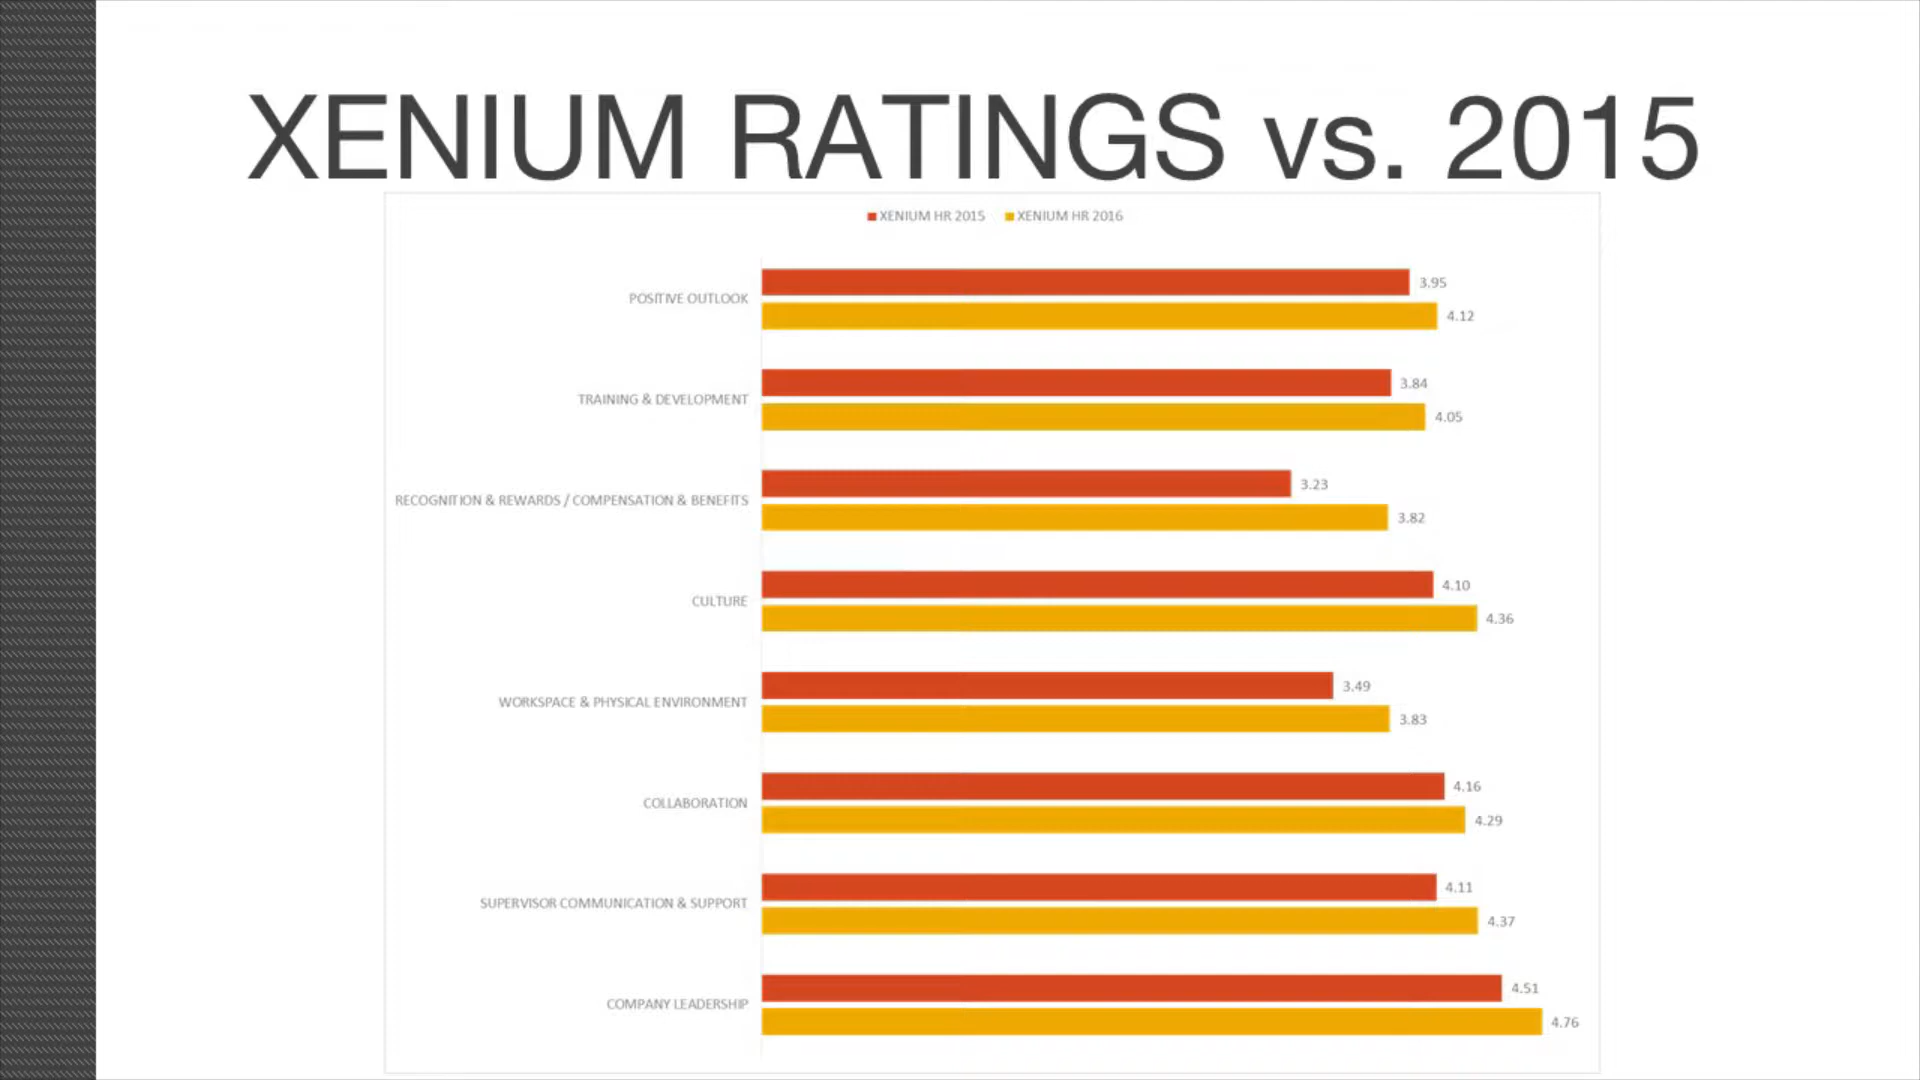 XENIUM RATINGS vs. 2015
XENIUM HR 2015 XENIUM HR 2016
POSITIVE OUTLOOK
3.95
4.12
TRAINING & DEVELOPMENT
3.84
4.05
RECOGNITION & REWARDS / COMPENSATION & BENEFITS
3.23
3.82
CULTURE
4.10
4.36
WORKSPACE & PHYSICAL ENVIRONMENT
3.49
3.83
COLLABORATION
4.16
4.29
SUPERVISOR COMMUNICATION & SUPPORT
4.11
4.37
COMPANY LEADERSHIP
4.51
4.76